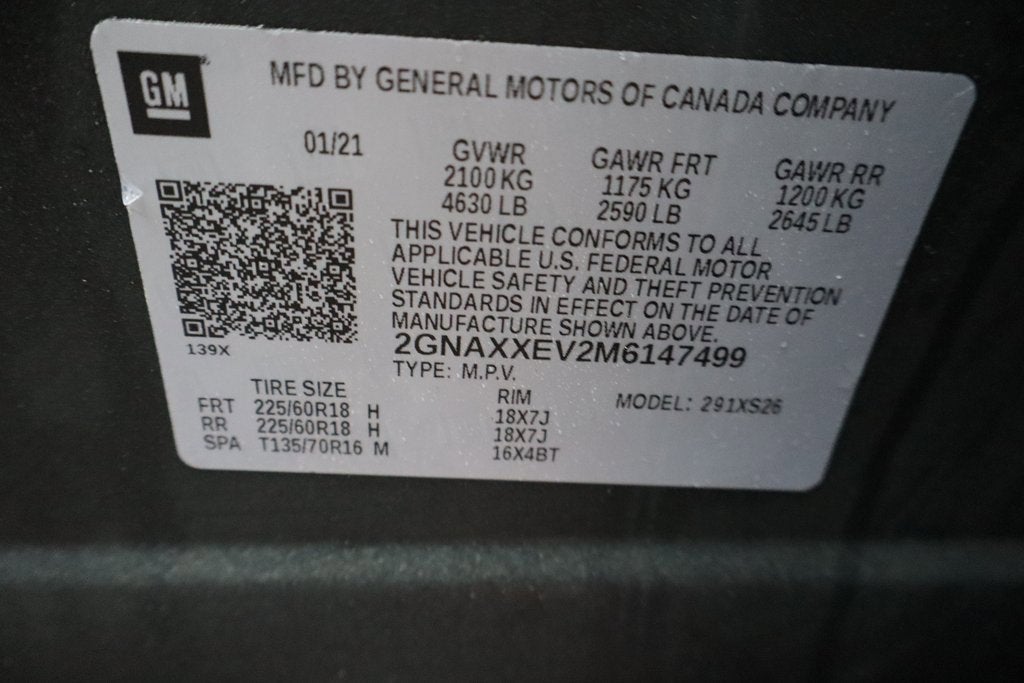 GM
MFD BY GENERAL MOTORS OF CANADA COMPANY
01/21 GVWR GAWR FRT GAWR RR
2100 KG 1175 KG 1200 KG
4630 LB 2590 LB 2645 LB
THIS VEHICLE CONFORMS TO ALL
APPLICABLE U.S. FEDERAL MOTOR
VEHICLE SAFETY AND THEFT PREVENTION
STANDARDS IN EFFECT ON THE DATE OF
MANUFACTURE SHOWN ABOVE.
139X
2GNAXXEV2M6147499
TYPE: M.P.V.
TIRE SIZE RIM MODEL: 291XS26
FRT 225/60R18 H 18X7J
RR 225/60R18 H 18X7J
SPA T135/70R16 M 16X4BT